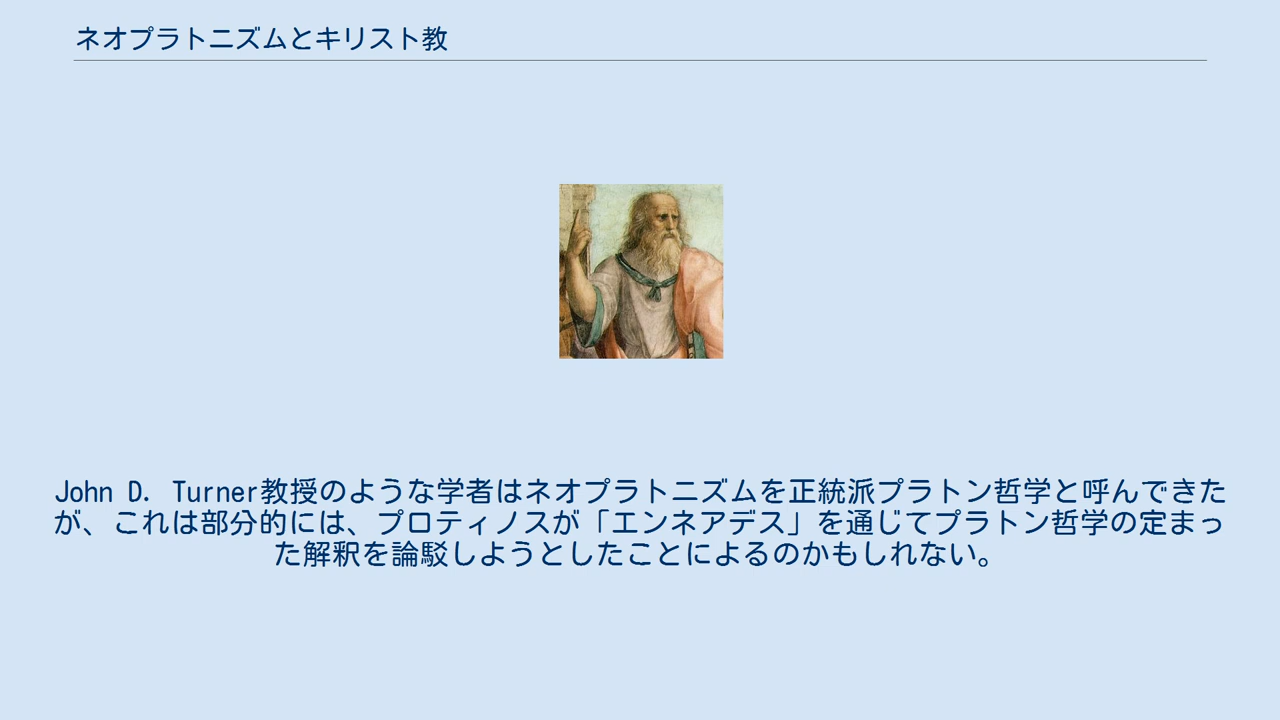 ネオプラトニズムとキリスト教
John D. Turner教授のような学者はネオプラトニズムを正統派プラトン哲学と呼んできた
が、これは部分的には、プロティノスが「エンネアデス」を通じてプラトン哲学の定まっ
た解釈を論駁しようとしたことによるのかもしれない。